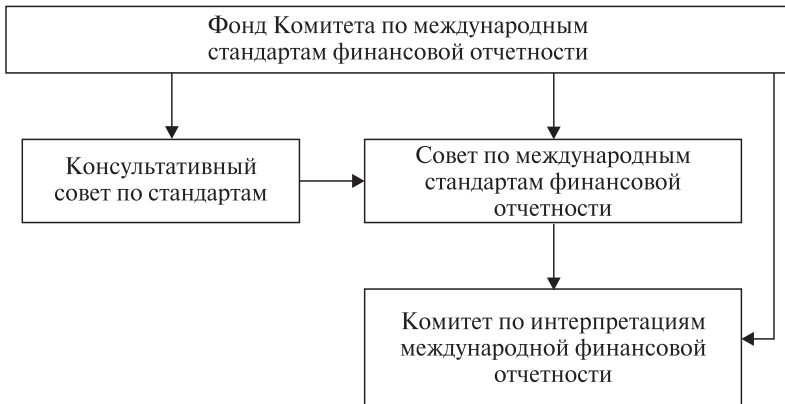 Фонд Комитета по международным
стандартам финансовой отчетности
Консультативный
совет по стандартам
Совет по международным
стандартам финансовой
отчетности
Комитет по интерпретациям
международной финансовой
отчетности